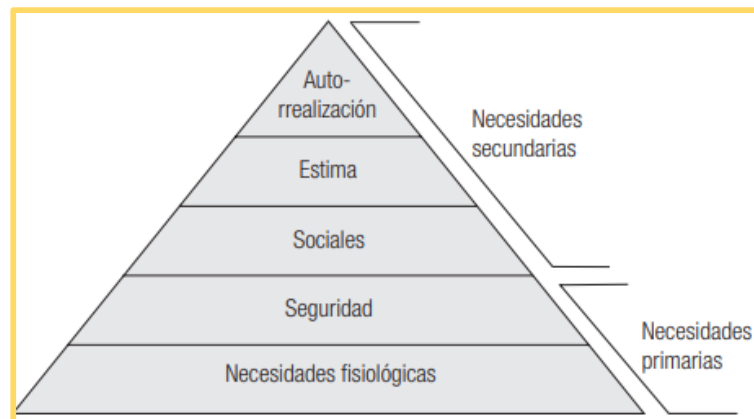 Auto-
rrealización
Necesidades
secundarias
Estima
Sociales
Seguridad
Necesidades
primarias
Necesidades fisiológicas